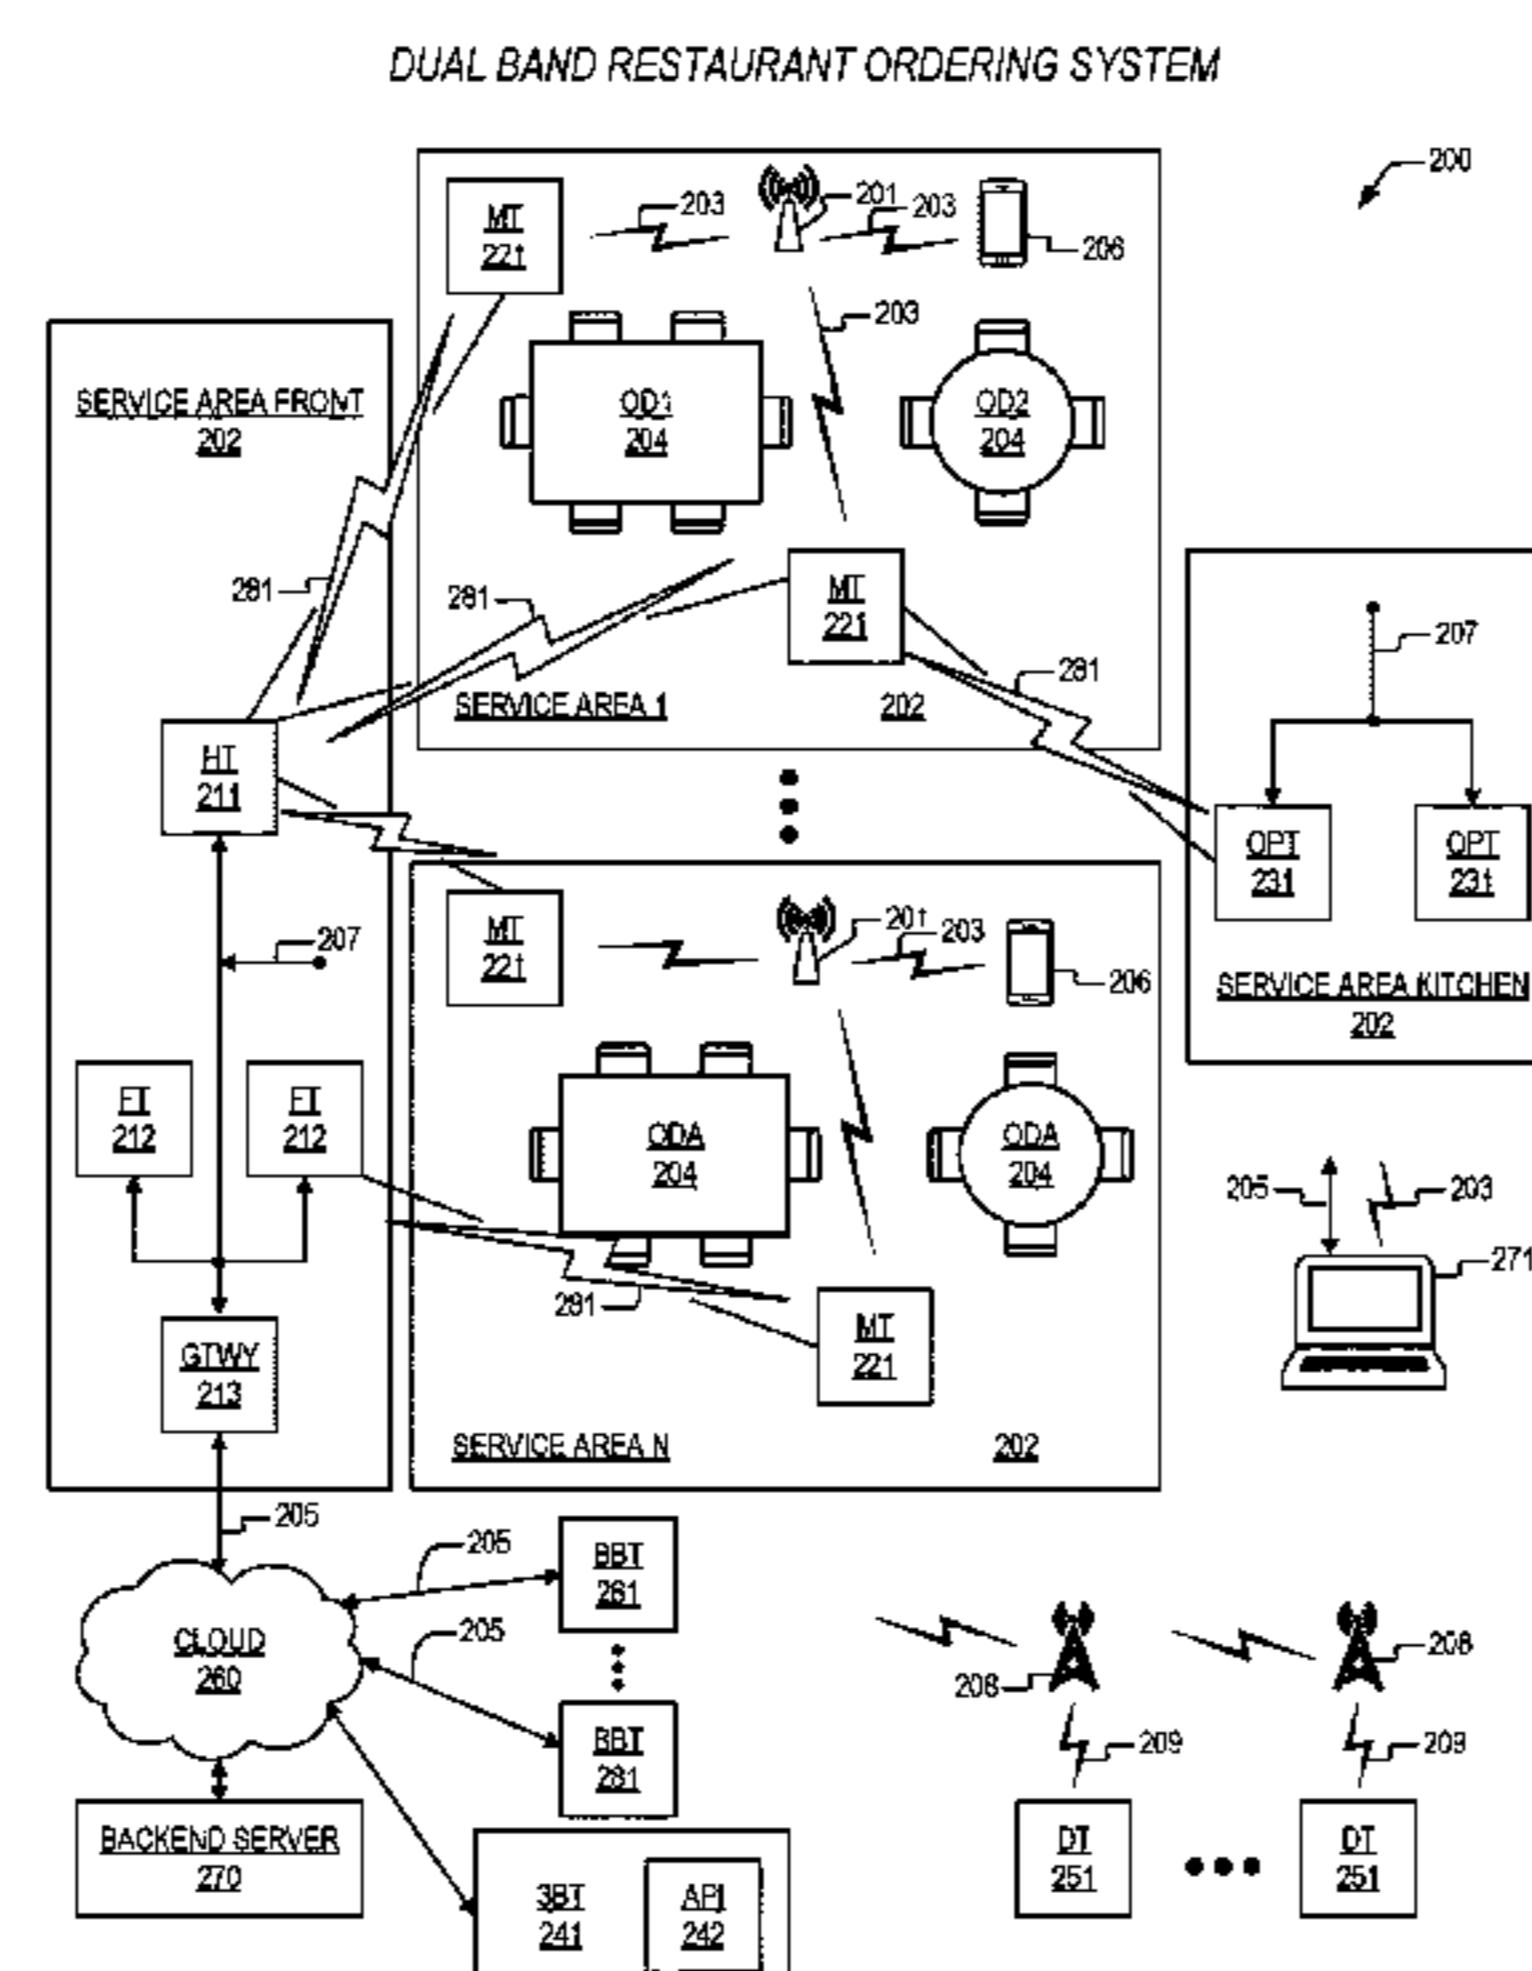 DUAL BAND RESTAURANT ORDERING SYSTEM
200
MT
221
203
201
203
206
203
SERVICE AREA FRONT
202
OD1
204
OD2
204
281
281
MT
221
281
207
SERVICE AREA 1
202
HT
211
OPT
231
OPT
231
MT
221
201
203
206
207
SERVICE AREA KITCHEN
202
FT
212
FT
212
ODA
204
ODA
204
205
203
271
281
MT
221
GTWY
213
SERVICE AREA N
202
205
205
BBT
261
205
CLOUD
260
208
208
BBT
261
209
209
BACKEND SERVER
270
3BT
241
API
242
DT
251
DT
251